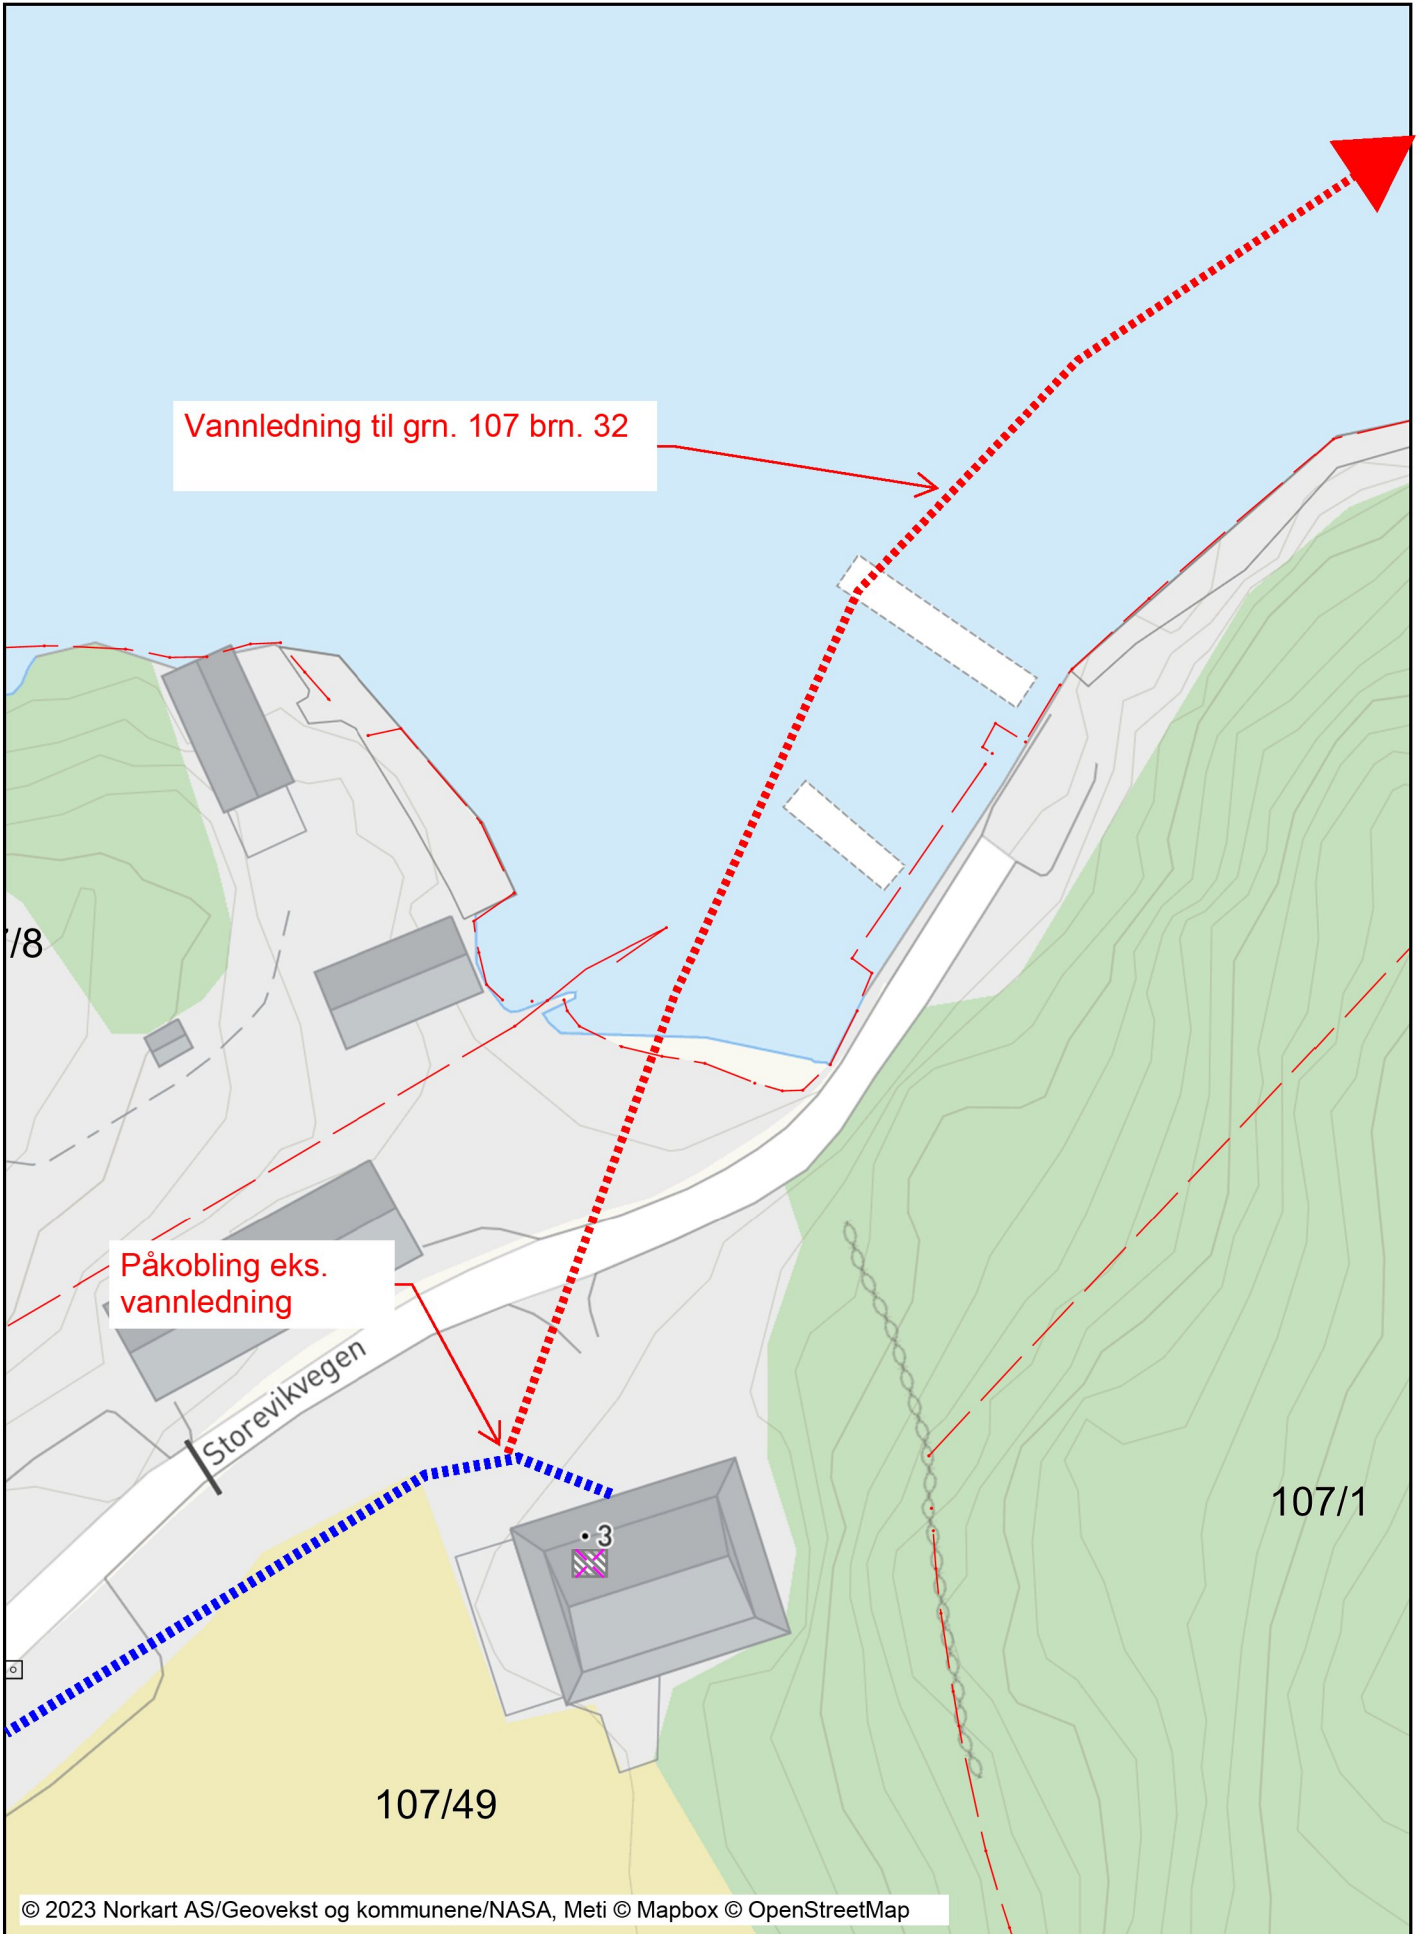 Vannledning til grn. 107 brn. 32
/8
Påkobling eks.
vannledning
Storevikvegen
107/1
3
107/49
© 2023 Norkart AS/Geovekst og kommunene/NASA, Meti © Mapbox © OpenStreetMap